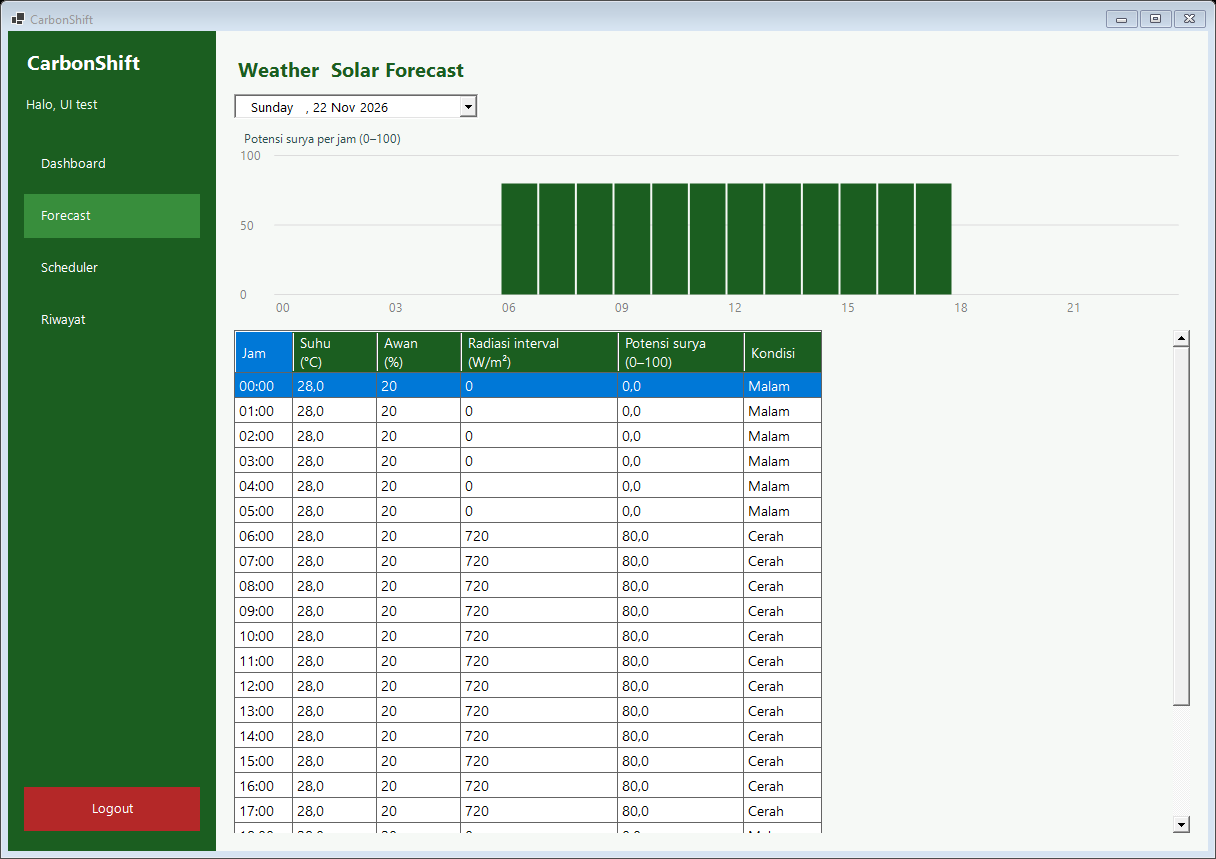 CarbonShift
CarbonShift
Halo, UI test
Dashboard
Forecast
Scheduler
Riwayat
Logout
Weather  Solar Forecast
Sunday , 22 Nov 2026
Potensi surya per jam (0–100)
100
50
0
00 03 06 09 12 15 18 21
Jam Suhu (°C) Awan (%) Radiasi interval (W/m²) Potensi surya (0–100) Kondisi
00:00 28,0 20 0 0,0 Malam
01:00 28,0 20 0 0,0 Malam
02:00 28,0 20 0 0,0 Malam
03:00 28,0 20 0 0,0 Malam
04:00 28,0 20 0 0,0 Malam
05:00 28,0 20 0 0,0 Malam
06:00 28,0 20 720 80,0 Cerah
07:00 28,0 20 720 80,0 Cerah
08:00 28,0 20 720 80,0 Cerah
09:00 28,0 20 720 80,0 Cerah
10:00 28,0 20 720 80,0 Cerah
11:00 28,0 20 720 80,0 Cerah
12:00 28,0 20 720 80,0 Cerah
13:00 28,0 20 720 80,0 Cerah
14:00 28,0 20 720 80,0 Cerah
15:00 28,0 20 720 80,0 Cerah
16:00 28,0 20 720 80,0 Cerah
17:00 28,0 20 720 80,0 Cerah